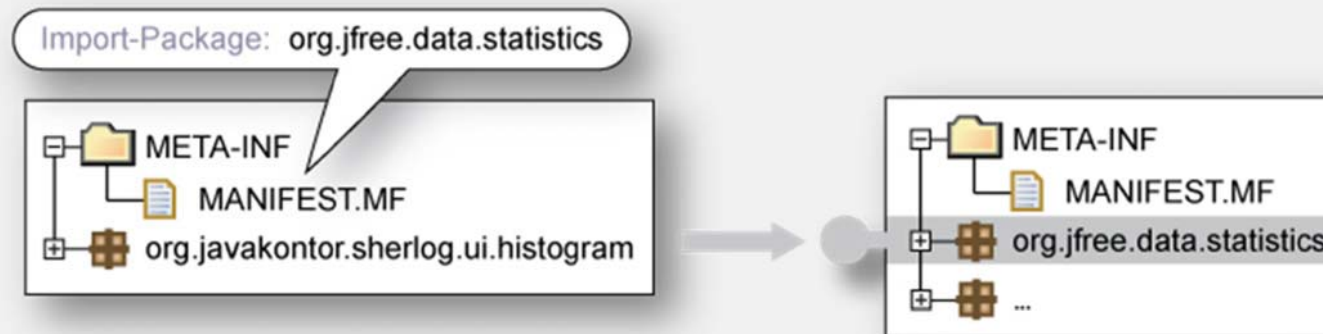 Import-Package: org.jfree.data.statistics
META-INF
MANIFEST.MF
org.javakontor.sherlog.ui.histogram
META-INF
MANIFEST.MF
org.jfree.data.statistics
...